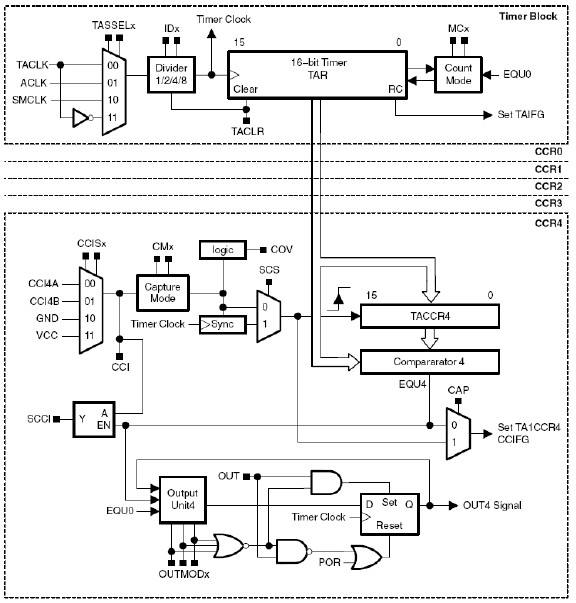 Timer Clock
Timer Block
TASSELx
IDx
15
0
MCx
TACLK
ACLK
SMCLK
00
01
10
11
Divider
1/2/4/8
16-bit Timer
TAR
Clear
RC
Count
Mode
EQU0
Set TAIFG
TACLR
CCR0
CCR1
CCR2
CCR3
CCR4
CCISx
CMx
logic
COV
SCS
CCI4A
CCI4B
GND
VCC
00
01
10
11
Capture
Mode
Timer Clock
Sync
0
1
15
0
TACCR4
CCI
Compararator 4
EQU4
CAP
SCCI
Y
A
EN
0
1
Set TA1CCR4
CCIFG
OUT
EQU0
Output
Unit4
D
Set
Q
Timer Clock
Reset
OUT4 Signal
POR
OUTMODx